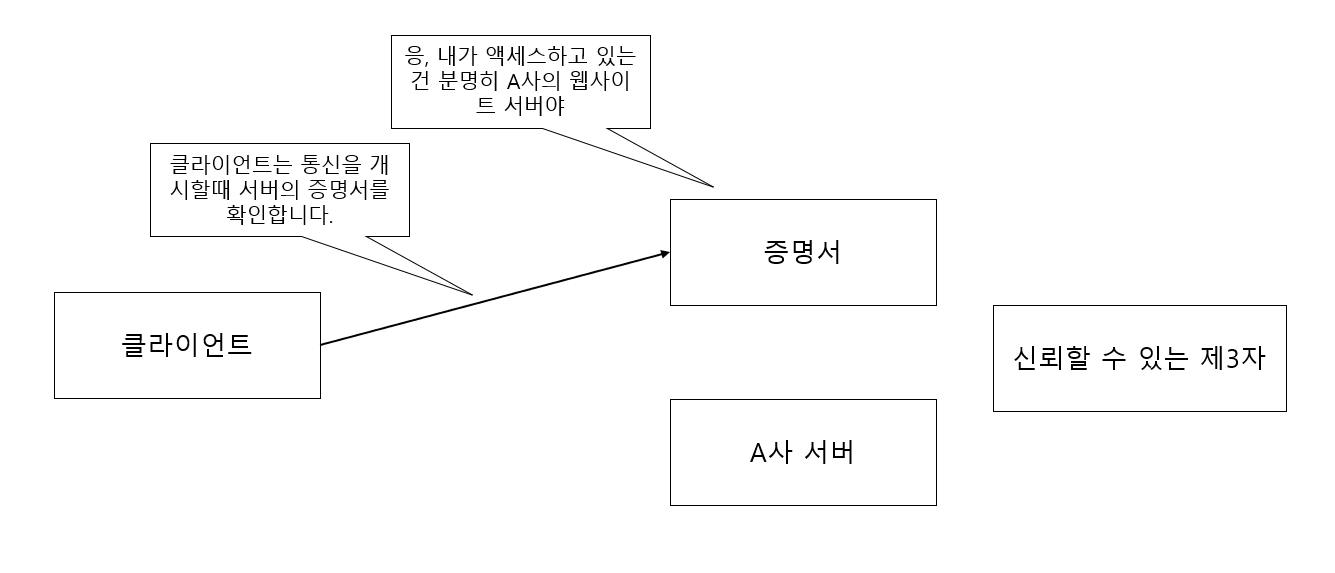 응, 내가 액세스하고 있는
건 분명히 A사의 웹사이
트 서버야
클라이언트는 통신을 개
시할때 서버의 증명서를
확인합니다.
증명서
클라이언트
신뢰할 수 있는 제3자
A사 서버